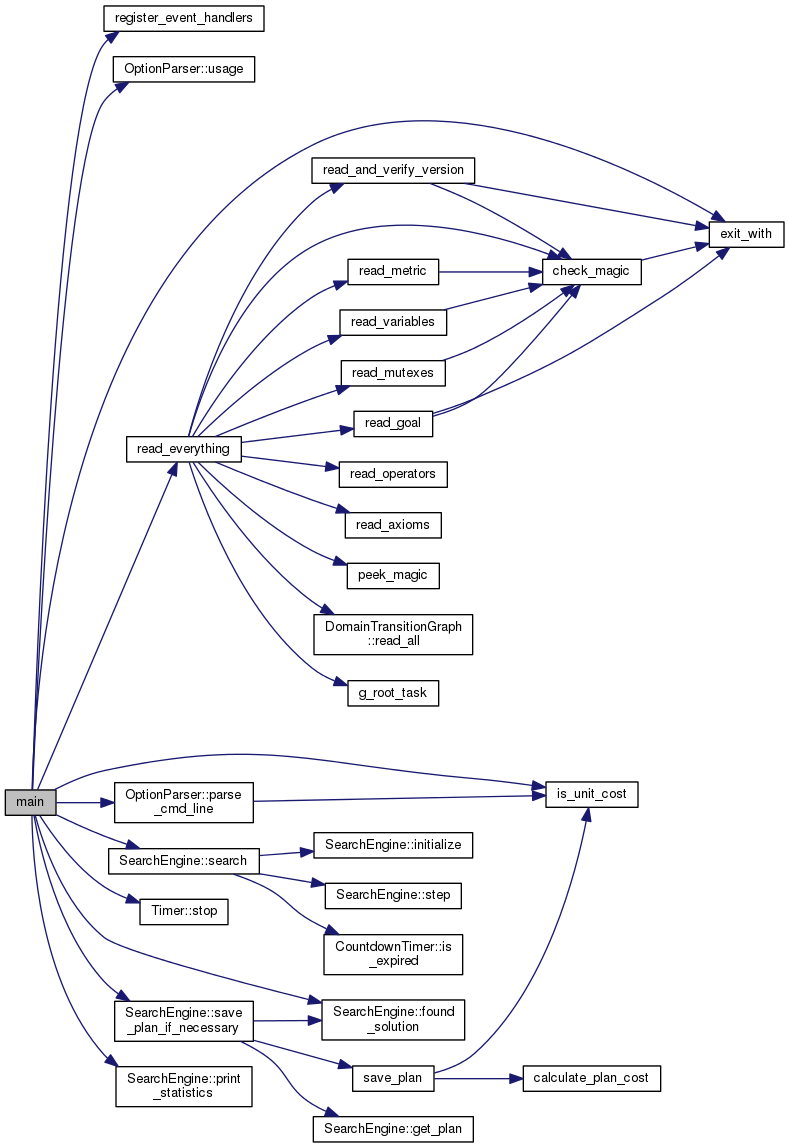 register_event_handlers
OptionParser::usage
read_and_verify_version
exit_with
read_metric
check_magic
read_variables
read_mutexes
read_goal
read_everything
read_operators
read_axioms
peek_magic
DomainTransitionGraph
::read_all
g_root_task
main
OptionParser::parse
_cmd_line
is_unit_cost
SearchEngine::search
SearchEngine::initialize
SearchEngine::step
Timer::stop
CountdownTimer::is
_expired
SearchEngine::save
_plan_if_necessary
SearchEngine::found
_solution
SearchEngine::print
_statistics
save_plan
calculate_plan_cost
SearchEngine::get_plan